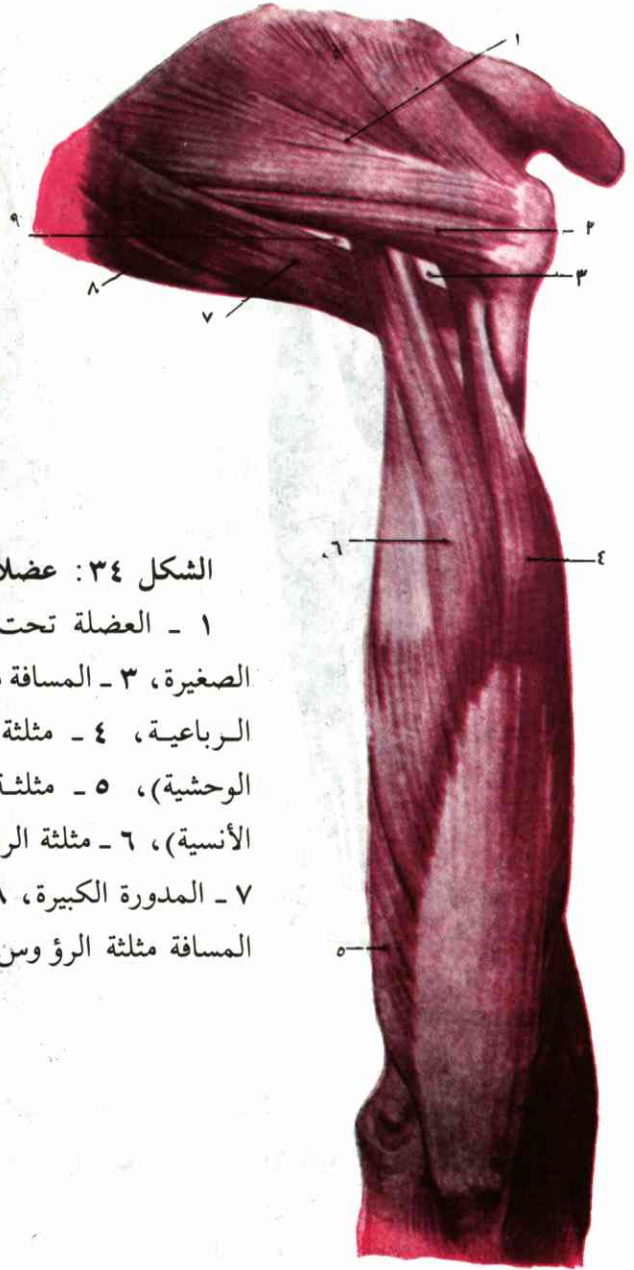 ١
٢
٣
٩
٨
٧
الشكل ٣٤: عضلا
١ - العضلة تحت
الصغيرة، ٣ - المسافة
الرباعية، ٤ - مثلثة
الوحشية)، ٥ - مثلثة
الأنسية)، ٦ - مثلثة الر
٧ - المدورة الكبيرة، ٨
المسافة مثلثة الرؤوس
٦
٤
٥